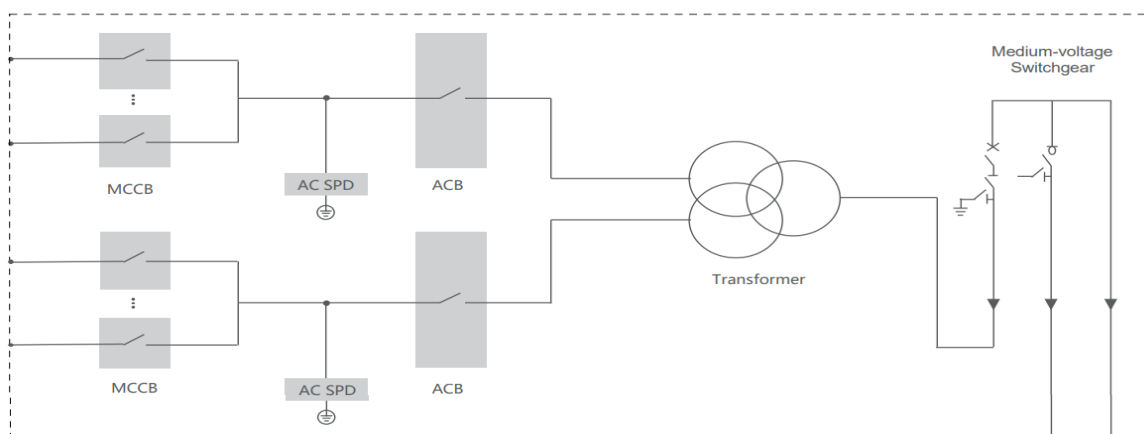 Medium-voltage
Switchgear
MCCB
AC SPD
ACB
Transformer
MCCB
AC SPD
ACB